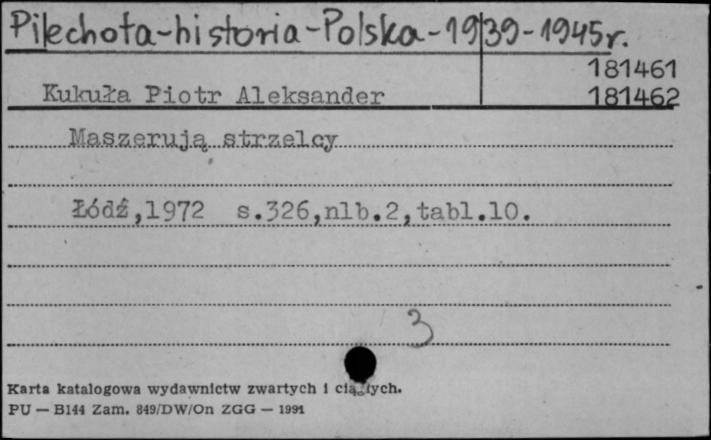 Piechota-historia-Polska-1939-1945r.
181461
Kukuła Piotr Aleksander 181462
Maszerują strzelcy
Łódź,1972 s.326,nlb.2,tabl.10.
3
Karta katalogowa wydawnictw zwartych i ciągłych.
PU — B144 Zam. 849/DW/On ZGG — 1991